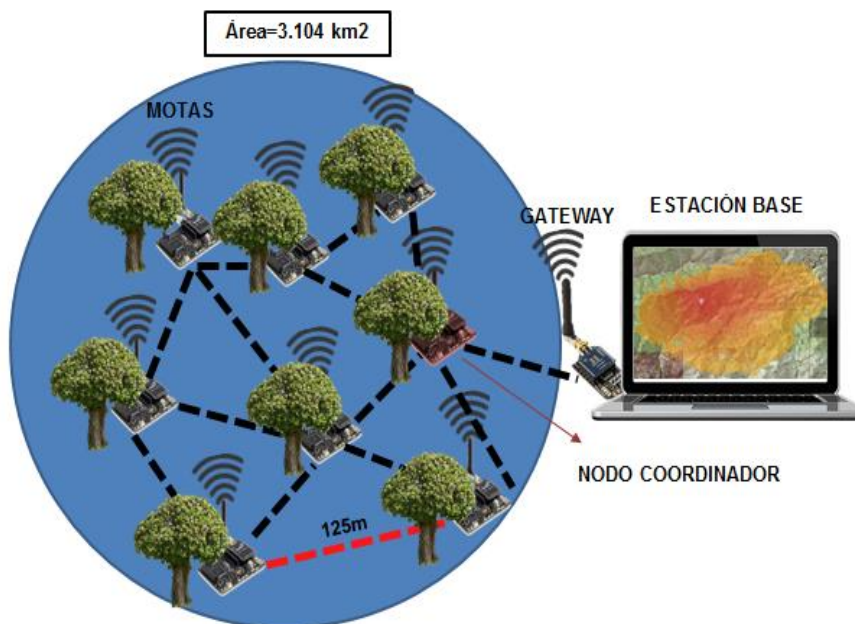 Área=3.104 km2
MOTAS
GATEWAY
ESTACIÓN BASE
NODO COORDINADOR
125m